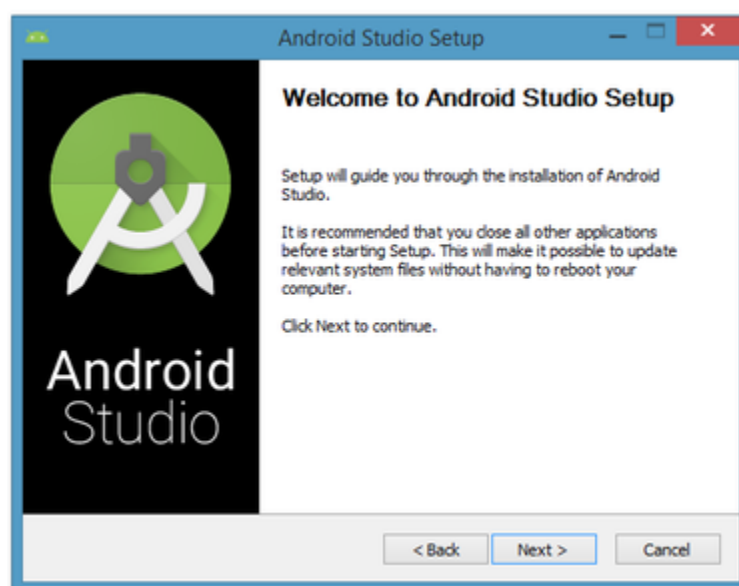 Android Studio Setup
Welcome to Android Studio Setup
Setup will guide you through the installation of Android
Studio.
It is recommended that you close all other applications
before starting Setup. This will make it possible to update
relevant system files without having to reboot your
computer.
Click Next to continue.
Android
Studio
< Back
Next >
Cancel